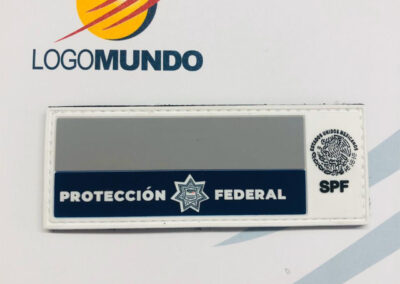 LOGOMUNDO
ESTADOS UNIDOS MEXICANOS
SPF
PROTECCIÓN FEDERAL